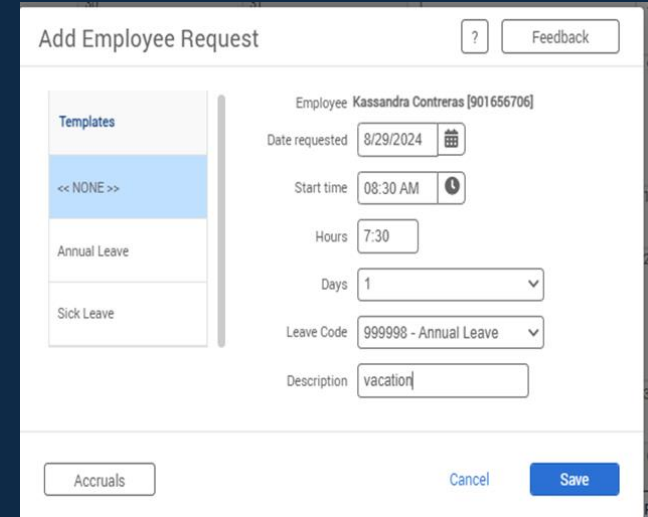 30 31
Add Employee Request ? Feedback
Templates
<< NONE >>
Annual Leave
Sick Leave
Employee Kassandra Contreras [901656706]
Date requested 8/29/2024
Start time 08:30 AM
Hours 7:30
Days 1
Leave Code 999998 - Annual Leave
Description vacation
Accruals Cancel Save